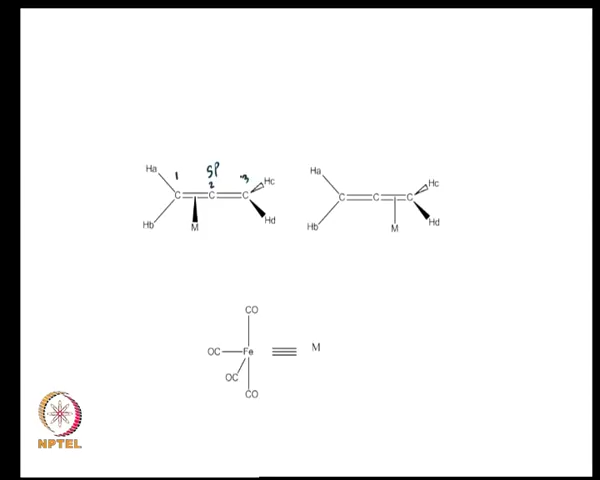 Ha 1 SP 3 Hc
C C C
2
Hb M Hd
Ha Hc
C C C
Hb M Hd
CO
OC Fe M
OC
CO
NPTEL